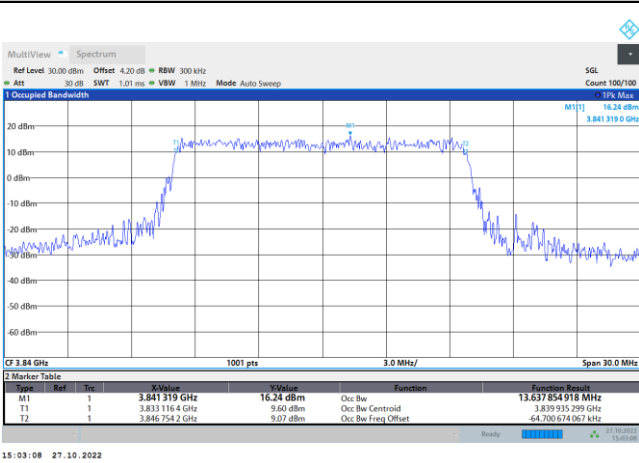 MultiView Spectrum
Ref Level 30.00 dBm Offset 4.20 dB RBW 300 kHz SGL
Att 30 dB SWT 1.01 ms VBW 1 MHz Mode Auto Sweep Count 100/100
1 Occupied Bandwidth 1Pk Max
M1[1] 16.24 dBm
3.841 319 0 GHz
M1
20 dBm
T1 T2
10 dBm
0 dBm
-10 dBm
-20 dBm
-30 dBm
-40 dBm
-50 dBm
-60 dBm
CF 3.84 GHz 1001 pts 3.0 MHz/ Span 30.0 MHz
2 Marker Table
Type Ref Trc X-Value Y-Value Function Function Result
M1 1 3.841 319 GHz 16.24 dBm Occ Bw 13.637 854 918 MHz
T1 1 3.833 116 4 GHz 9.60 dBm Occ Bw Centroid 3.839 935 299 GHz
T2 1 3.846 754 2 GHz 9.07 dBm Occ Bw Freq Offset -64.700 674 067 kHz
Ready 27.10.2022
15:03:08
15:03:08 27.10.2022